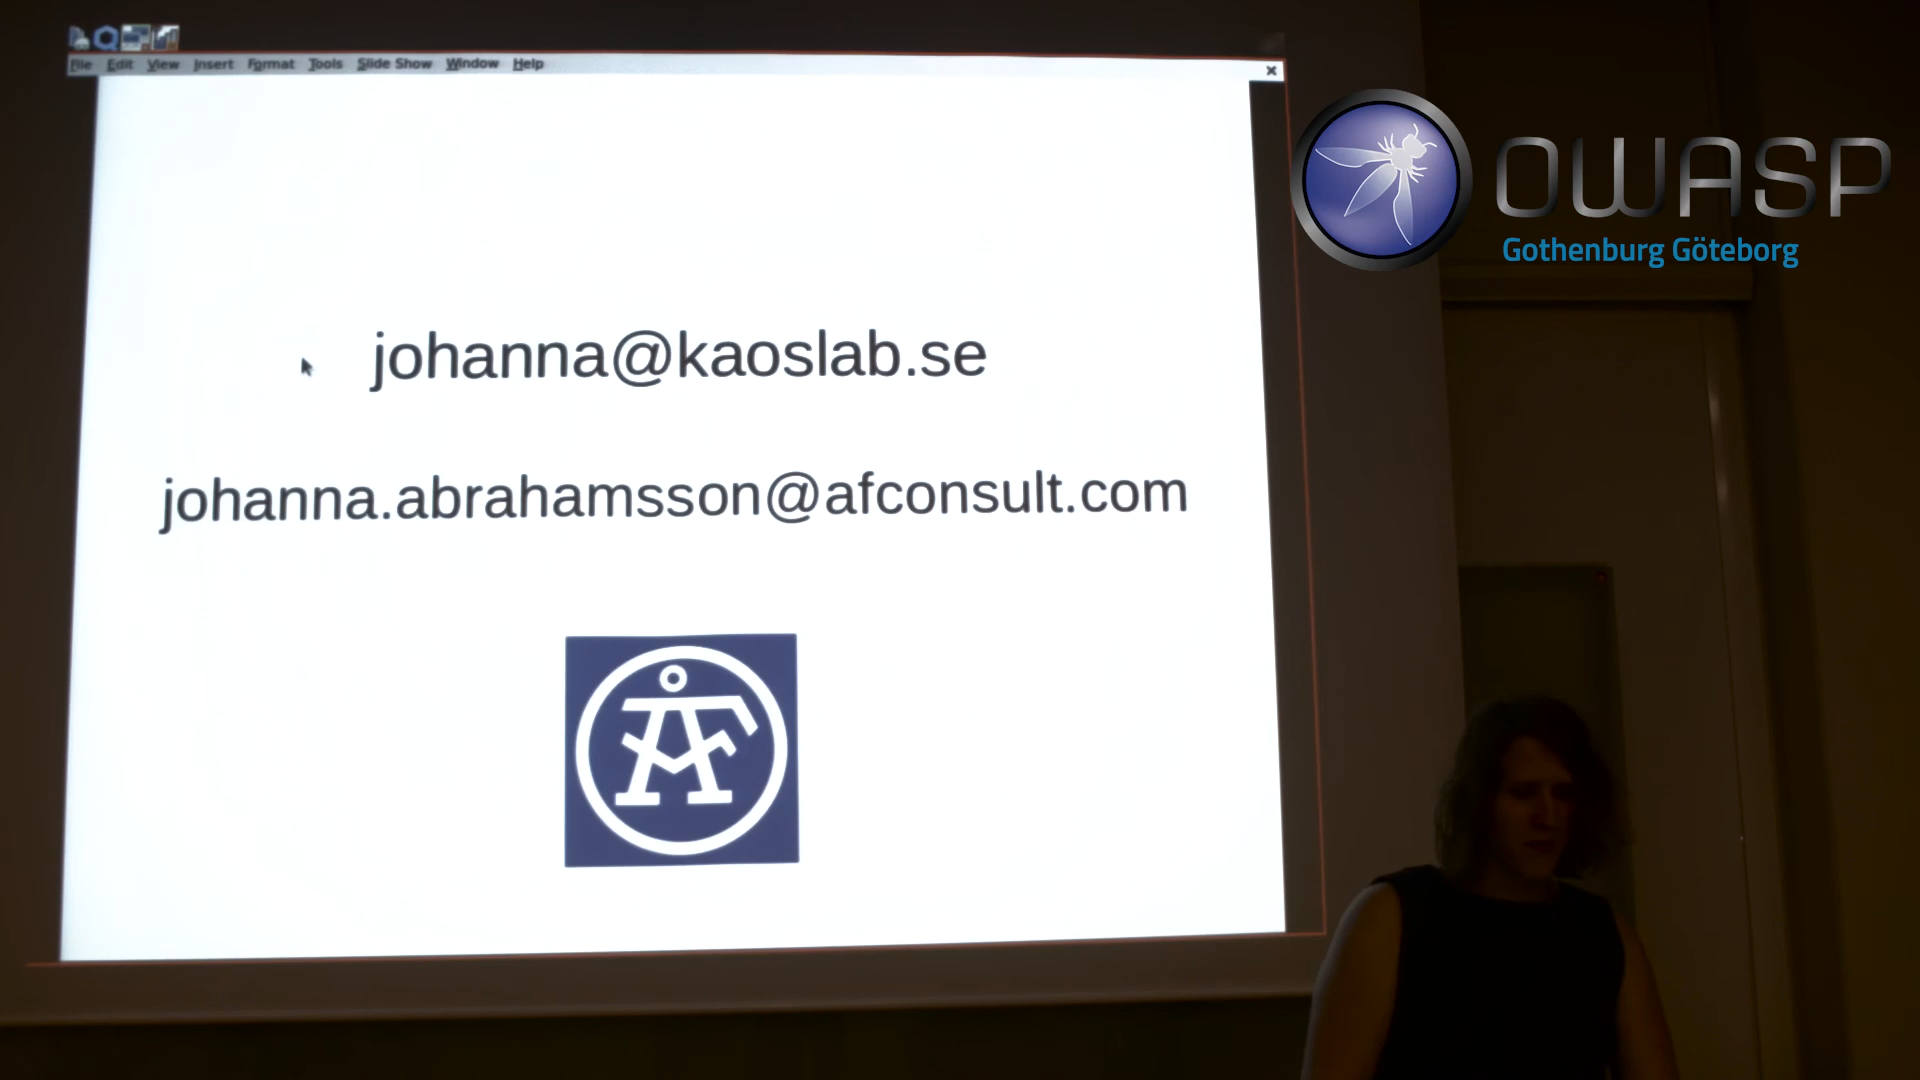 File Edit View Insert Format Tools Slide Show Window Help
OWASP
Gothenburg Göteborg
johanna@kaoslab.se
johanna.abrahamsson@afconsult.com
ÅF